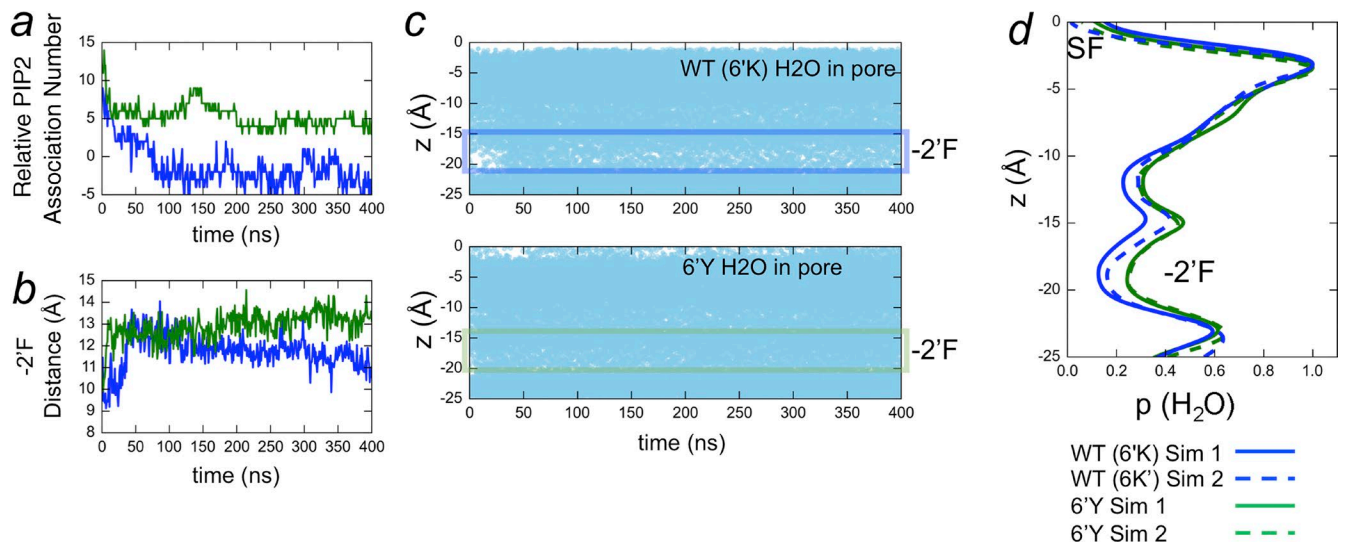 a
Relative PIP2
Association Number
15
10
5
0
-5
0 50 100 150 200 250 300 350 400
time (ns)
b
-2'F
Distance (Å)
15
14
13
12
11
10
9
8
0 50 100 150 200 250 300 350 400
time (ns)
c
z (Å)
0
-5
-10
-15
-20
-25
WT (6'K) H2O in pore
-2'F
0 50 100 150 200 250 300 350 400
z (Å)
0
-5
-10
-15
-20
-25
6'Y H2O in pore
-2'F
0 50 100 150 200 250 300 350 400
time (ns)
d
z (Å)
0
-5
-10
-15
-20
-25
SF
-2'F
0.0 0.2 0.4 0.6 0.8 1.0
p (H2O)
WT (6'K) Sim 1
WT (6K') Sim 2
6'Y Sim 1
6'Y Sim 2